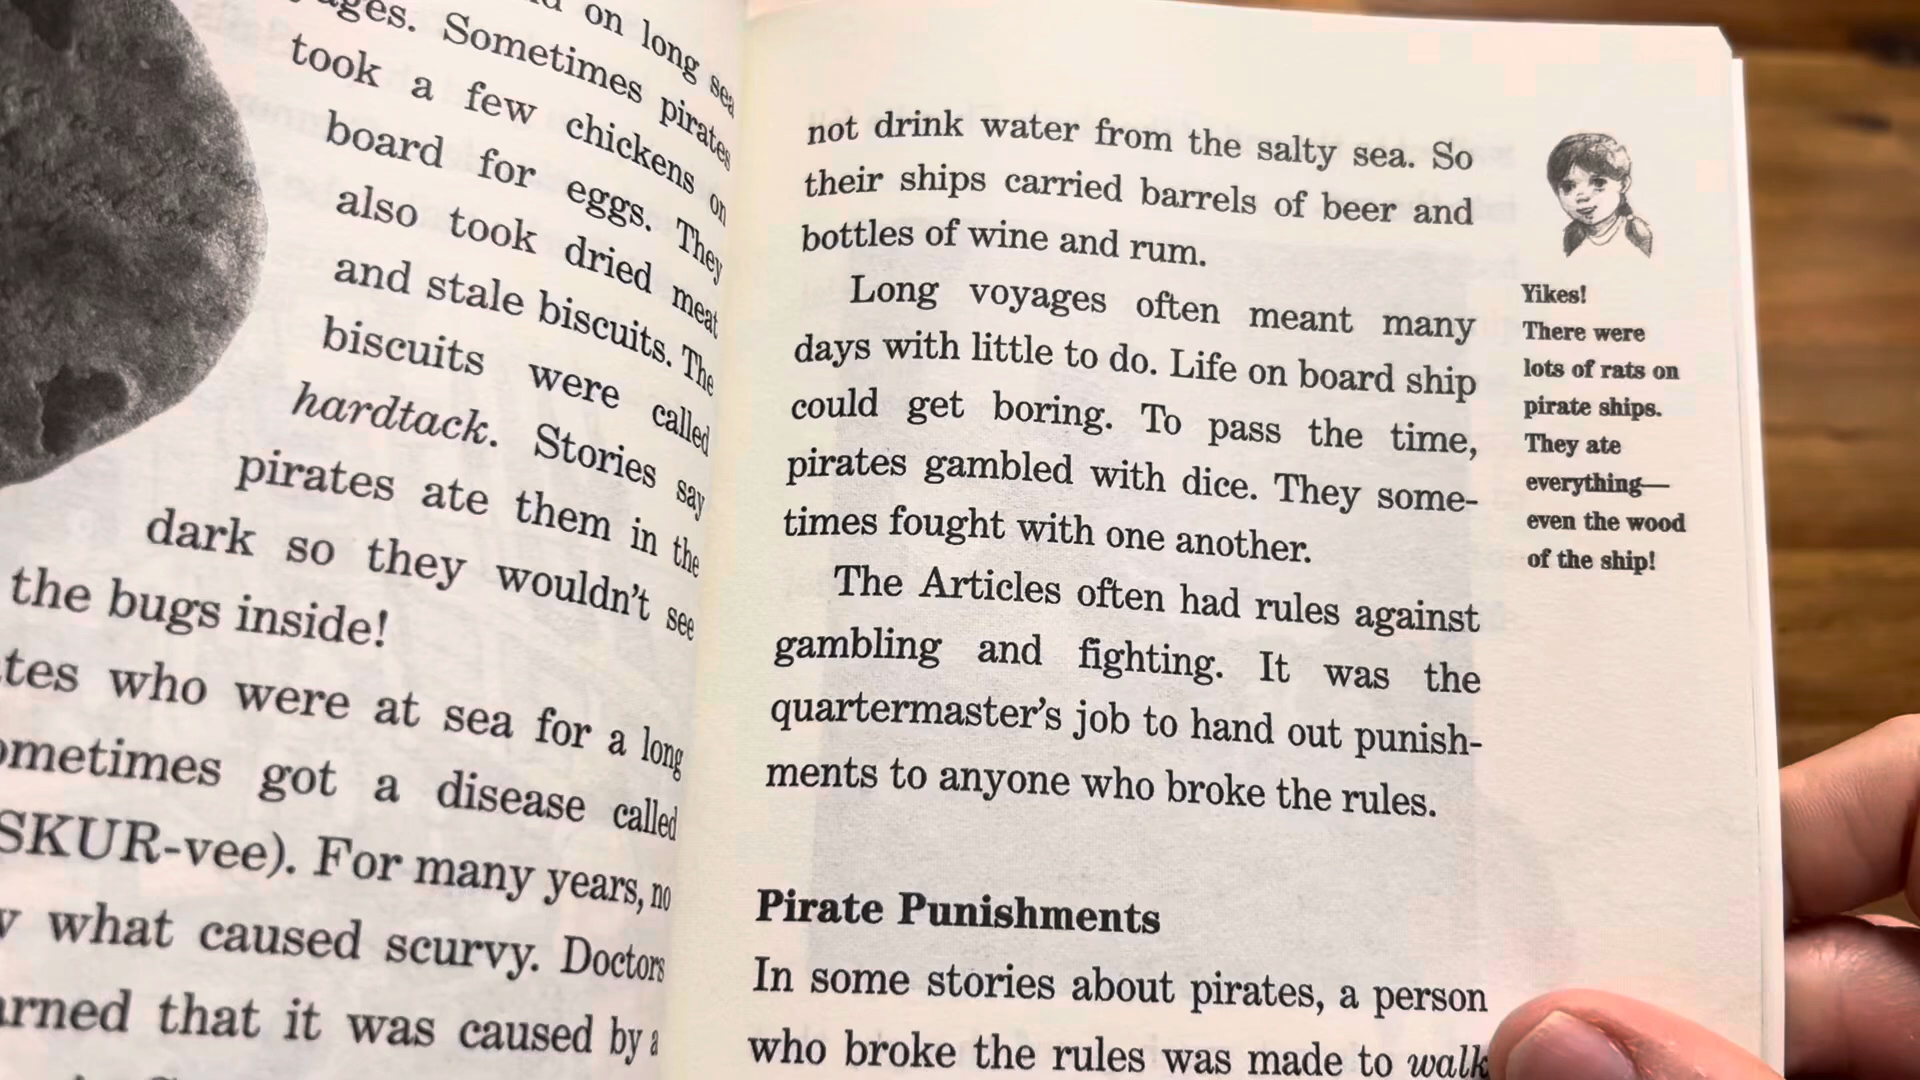 on long sea
ges. Sometimes pirates
took a few chickens on
board for eggs. They
also took dried meat
and stale biscuits. The
biscuits were called
hardtack. Stories say
pirates ate them in the
dark so they wouldn't see
the bugs inside!
tes who were at sea for a long
ometimes got a disease called
SKUR-vee). For many years, no
what caused scurvy. Doctors
arned that it was caused by a
not drink water from the salty sea. So
their ships carried barrels of beer and
bottles of wine and rum.
Long voyages often meant many
days with little to do. Life on board ship
could get boring. To pass the time,
pirates gambled with dice. They some-
times fought with one another.
The Articles often had rules against
gambling and fighting. It was the
quartermaster's job to hand out punish-
ments to anyone who broke the rules.
Pirate Punishments
In some stories about pirates, a person
who broke the rules was made to walk
Yikes!
There were
lots of rats on
pirate ships.
They ate
everything—
even the wood
of the ship!